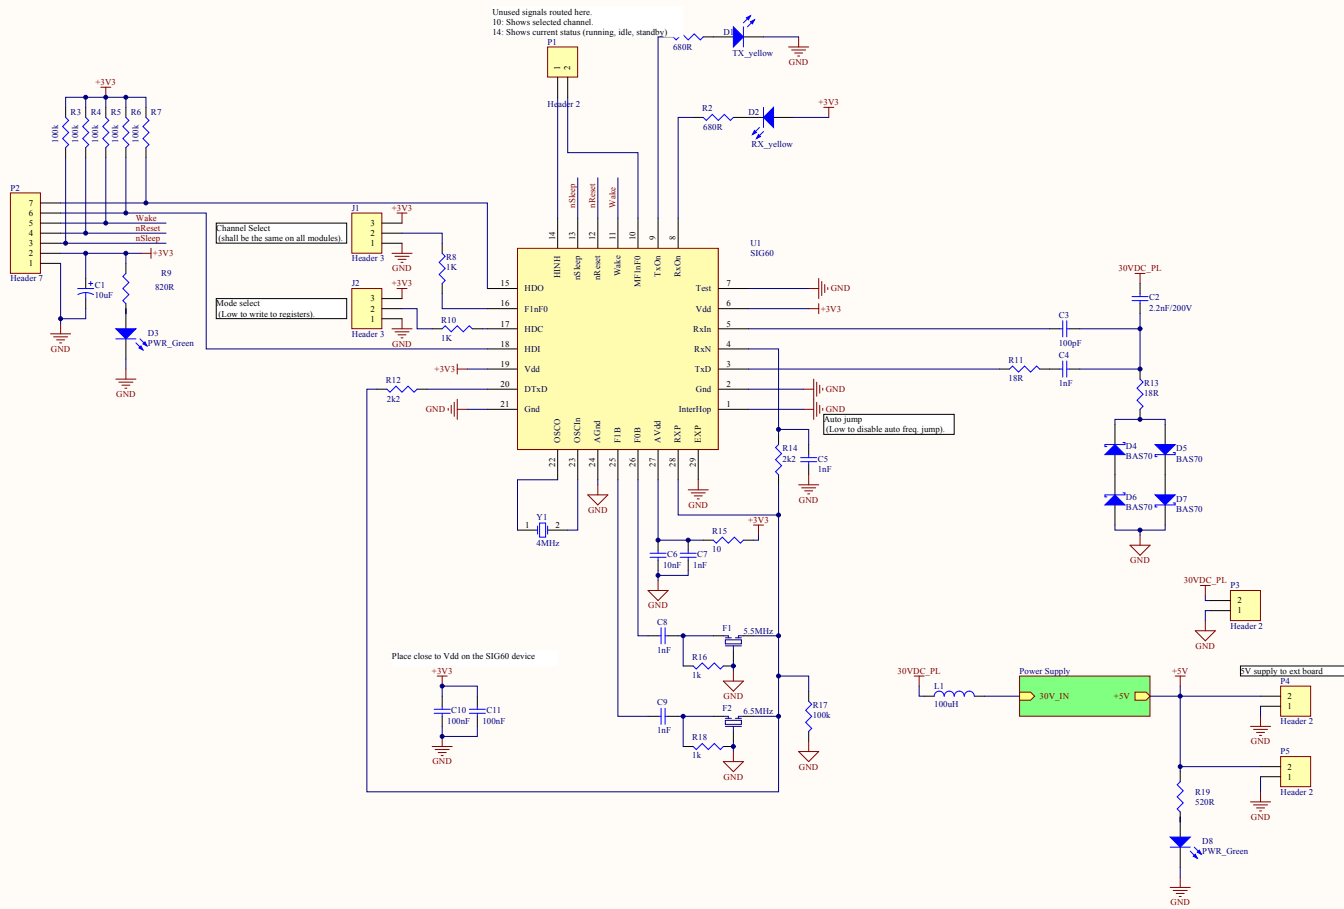 Unused signals routed here.
10: Shows selected channel.
14: Shows current status (running, idle, standby)
P1
1
2
Header 2
680R
D1
TX_yellow
GND
R2
680R
D2
RX_yellow
+3V3
+3V3
R3
R4
R5
R6
R7
100k
100k
100k
100k
100k
P2
7
6
5
4
3
2
1
Header 7
Wake
nReset
nSleep
+3V3
C1
10uF
R9
820R
D3
PWR_Green
GND
GND
Channel Select
(shall be the same on all modules).
J1
3
2
1
Header 3
+3V3
GND
R8
1K
Mode select
(Low to write to registers).
J2
3
2
1
Header 3
+3V3
GND
R10
1K
nSleep
nReset
Wake
14
13
12
11
10
9
8
HINH
nSleep
nReset
Wake
MF1nF0
TxOn
RxOn
U1
SIG60
15 HDO
16 F1nF0
17 HDC
18 HDI
+3V3
19 Vdd
R12
2k2
20 DTxD
GND
21 Gnd
Test 7
GND
Vdd 6
+3V3
RxIn 5
RxN 4
TxD 3
Gnd 2
GND
InterHop 1
GND
Auto jump
(Low to disable auto freq. jump).
OSCO
OSCIn
AGnd
F1B
F0B
AVdd
RXP
EXP
22
23
24
25
26
27
28
29
GND
GND
Y1
1
2
4MHz
R14
2k2
C5
1nF
GND
+3V3
R15
10
C6
10nF
C7
1nF
GND
C8
1nF
F1
5.5MHz
R16
1k
GND
C9
1nF
F2
6.5MHz
R18
1k
GND
R17
100k
GND
Place close to Vdd on the SIG60 device
+3V3
C10
100nF
C11
100nF
GND
30VDC_PL
C2
2.2nF/200V
C3
100pF
R11
18R
C4
1nF
R13
18R
D4
BAS70
D5
BAS70
D6
BAS70
D7
BAS70
GND
30VDC_PL
P3
2
1
Header 2
GND
30VDC_PL
L1
100uH
Power Supply
30V_IN
+5V
+5V
5V supply to ext board
P4
2
1
Header 2
GND
P5
2
1
Header 2
GND
R19
520R
D8
PWR_Green
GND